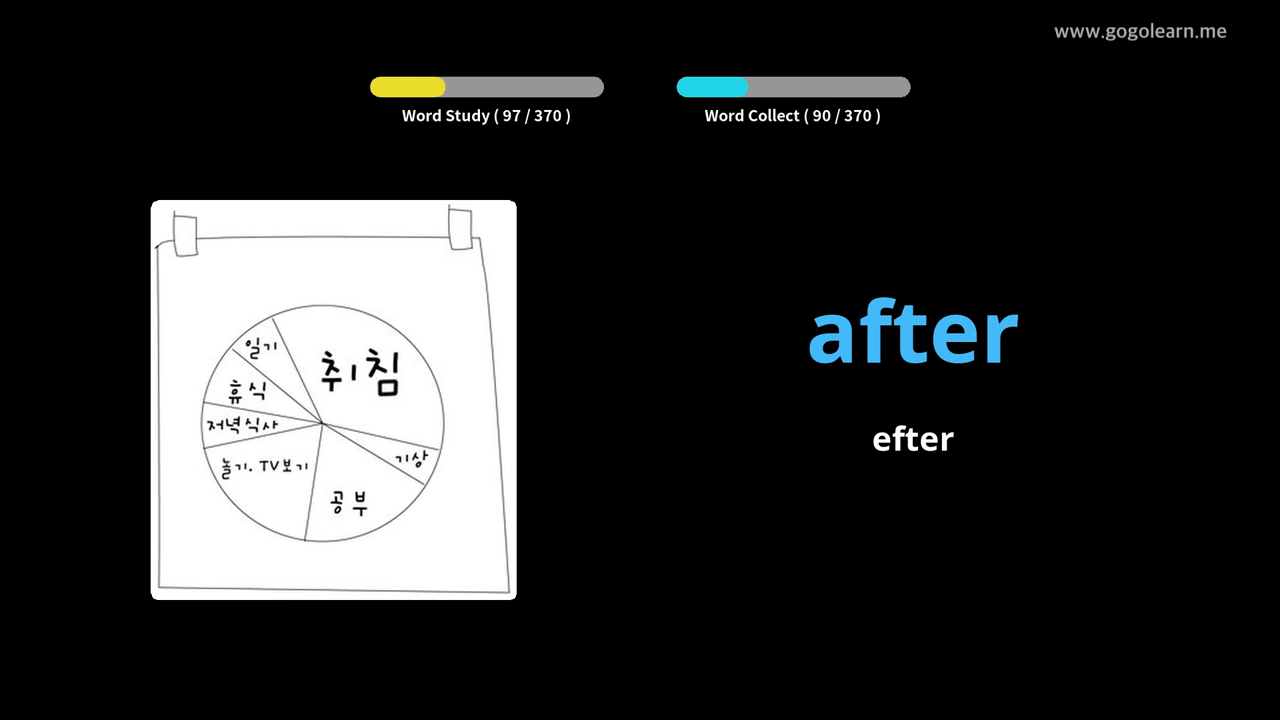 www.gogolearn.me
Word Study ( 97 / 370 )
Word Collect ( 90 / 370 )
일기
취침
휴식
저녁식사
놀기. TV보기
기상
공부
after
efter